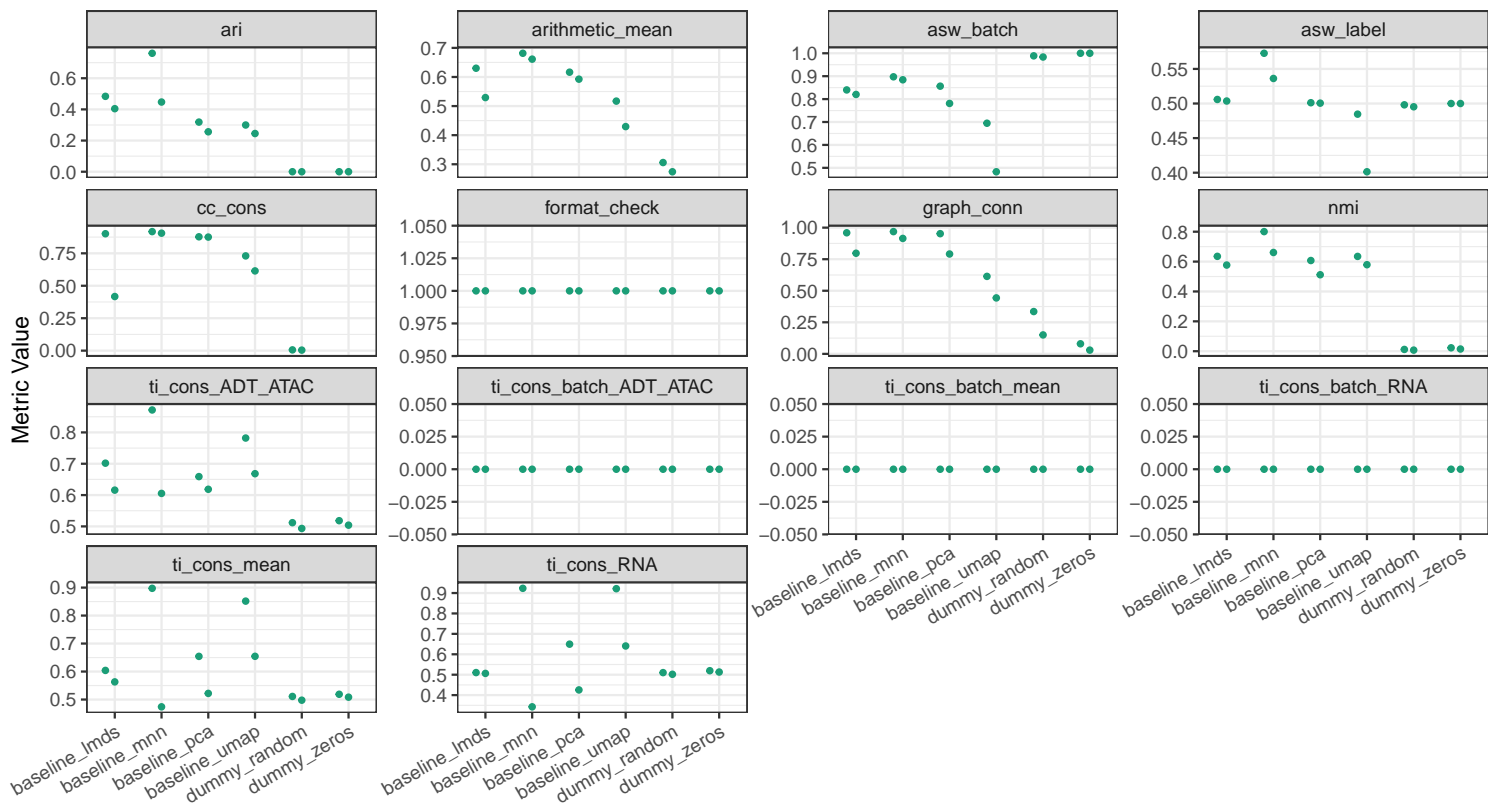 Metric Value
ari
0.6
0.4
0.2
0.0
arithmetic_mean
0.7
0.6
0.5
0.4
0.3
asw_batch
1.0
0.9
0.8
0.7
0.6
0.5
asw_label
0.55
0.50
0.45
0.40
cc_cons
0.75
0.50
0.25
0.00
format_check
1.050
1.025
1.000
0.975
0.950
graph_conn
1.00
0.75
0.50
0.25
0.00
nmi
0.8
0.6
0.4
0.2
0.0
ti_cons_ADT_ATAC
0.8
0.7
0.6
0.5
ti_cons_batch_ADT_ATAC
0.050
0.025
0.000
−0.025
−0.050
ti_cons_batch_mean
0.050
0.025
0.000
−0.025
−0.050
baseline_lmds
baseline_mnn
baseline_pca
baseline_umap
dummy_random
dummy_zeros
ti_cons_batch_RNA
0.050
0.025
0.000
−0.025
−0.050
baseline_lmds
baseline_mnn
baseline_pca
baseline_umap
dummy_random
dummy_zeros
ti_cons_mean
0.9
0.8
0.7
0.6
0.5
baseline_lmds
baseline_mnn
baseline_pca
baseline_umap
dummy_random
dummy_zeros
ti_cons_RNA
0.9
0.8
0.7
0.6
0.5
0.4
baseline_lmds
baseline_mnn
baseline_pca
baseline_umap
dummy_random
dummy_zeros